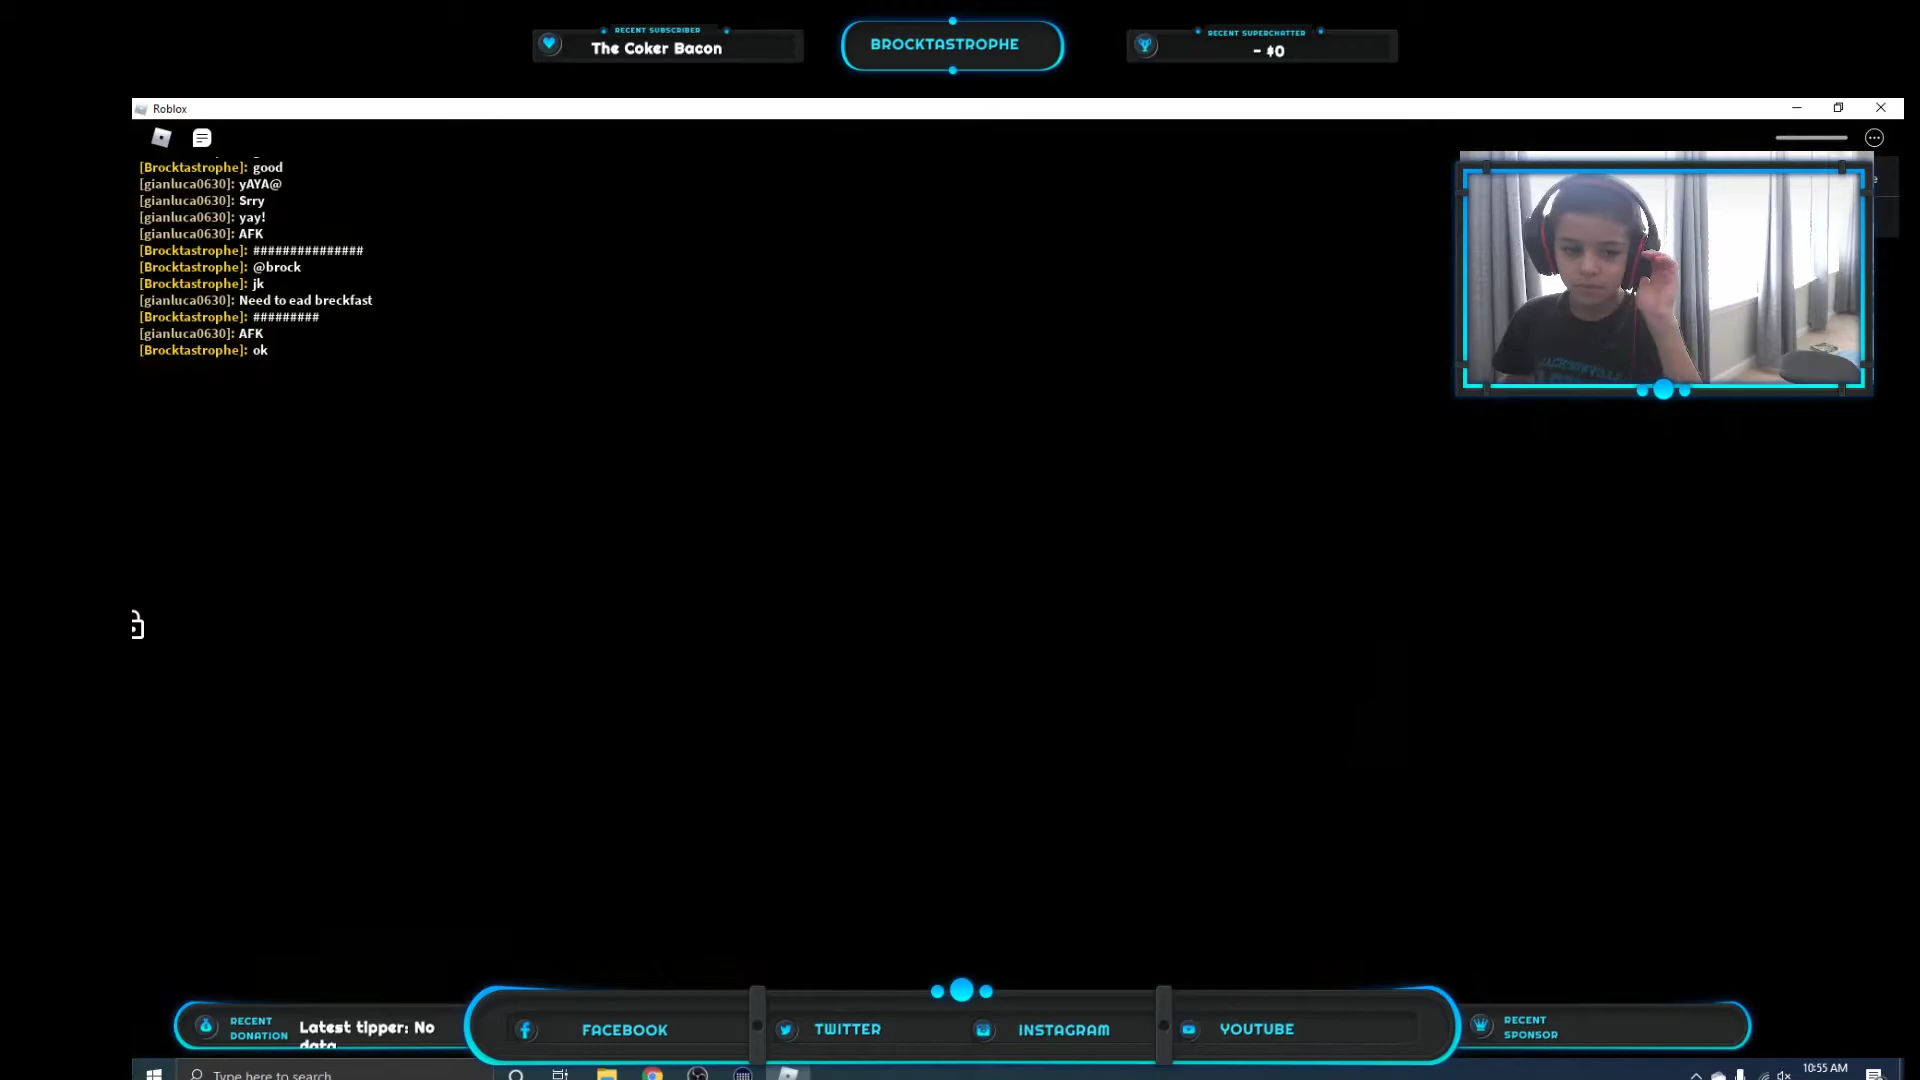 RECENT SUBSCRIBER
The Coker Bacon
BROCKTASTROPHE
RECENT SUPERCHATTER
- $0
Roblox
[Brocktastrophe]: good
[gianluca0630]: yAYA@
[gianluca0630]: Srry
[gianluca0630]: yay!
[gianluca0630]: AFK
[Brocktastrophe]: ###############
[Brocktastrophe]: @brock
[Brocktastrophe]: jk
[gianluca0630]: Need to ead breckfast
[Brocktastrophe]: #########
[gianluca0630]: AFK
[Brocktastrophe]: ok
RECENT DONATION
Latest tipper: No data
FACEBOOK
TWITTER
INSTAGRAM
YOUTUBE
RECENT SPONSOR
Type here to search
10:55 AM